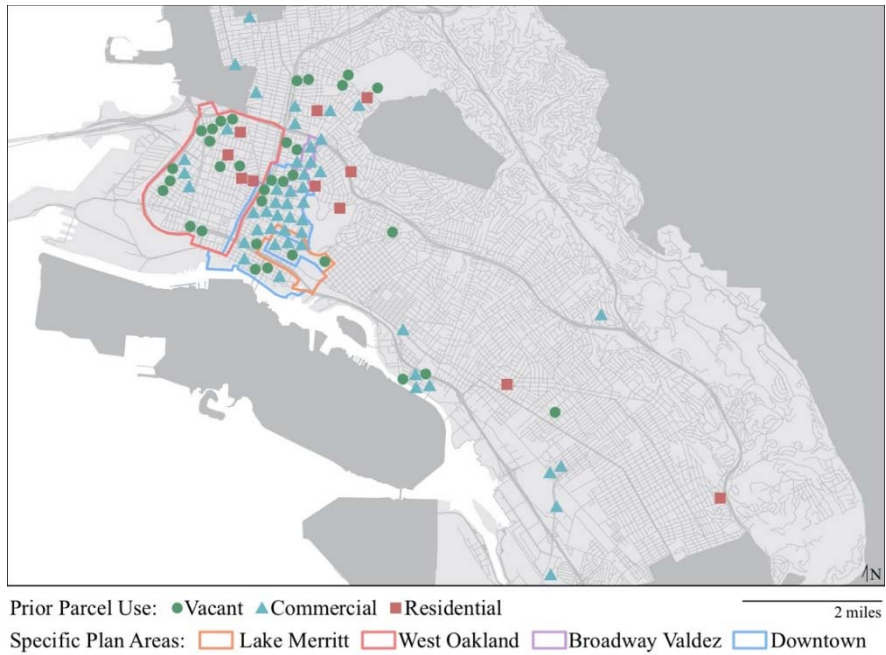 N
2 miles
Prior Parcel Use: Vacant Commercial Residential
Specific Plan Areas: Lake Merritt West Oakland Broadway Valdez Downtown